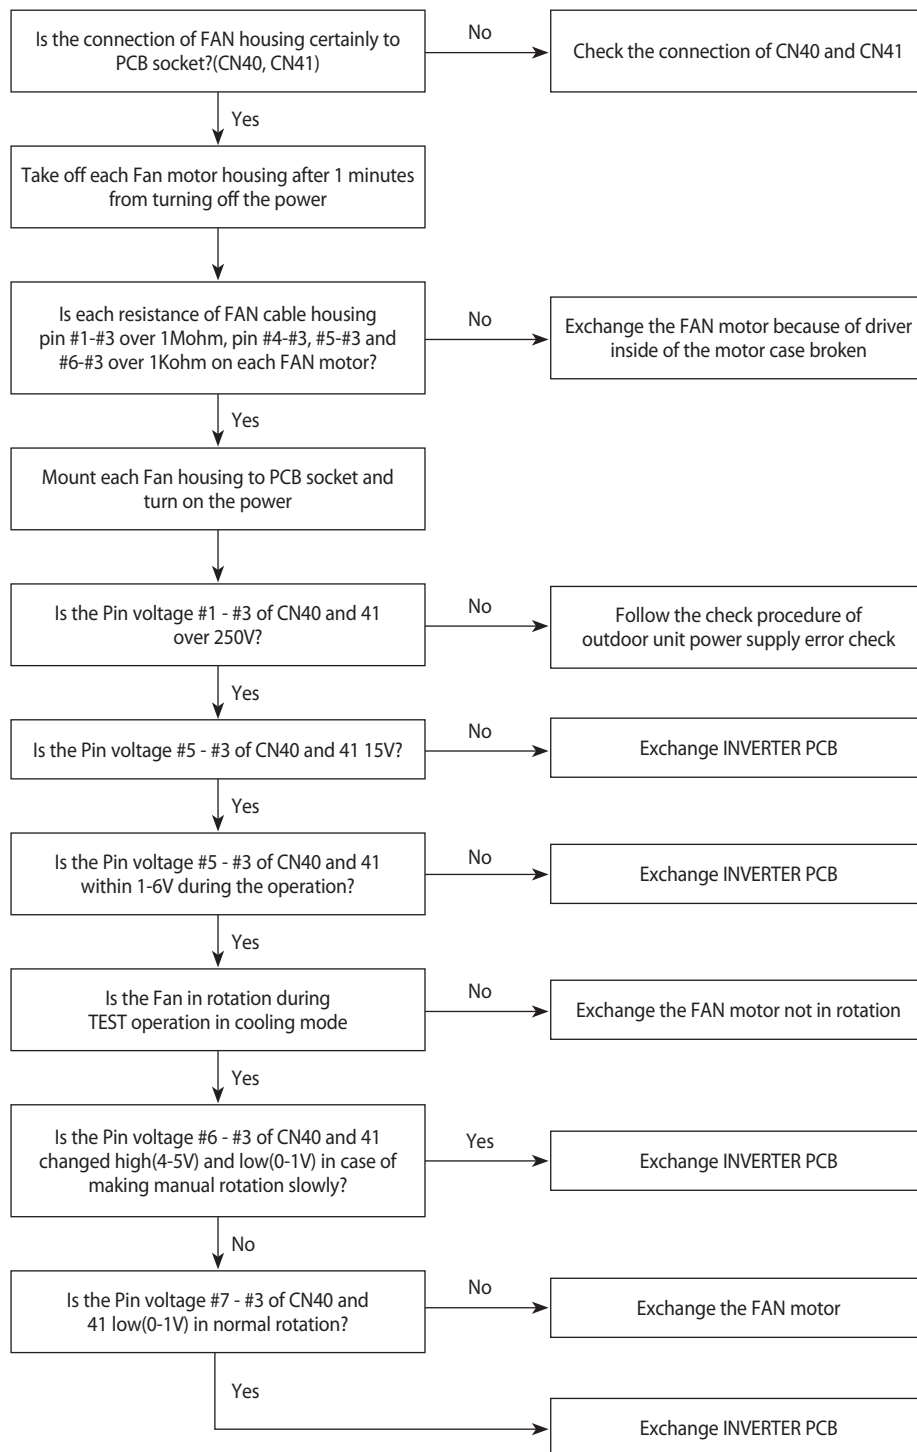 Is the connection of FAN housing certainly to
PCB socket?(CN40, CN41)
No
Check the connection of CN40 and CN41
Yes
Take off each Fan motor housing after 1 minutes
from turning off the power
Is each resistance of FAN cable housing
pin #1-#3 over 1Mohm, pin #4-#3, #5-#3 and
#6-#3 over 1Kohm on each FAN motor?
No
Exchange the FAN motor because of driver
inside of the motor case broken
Yes
Mount each Fan housing to PCB socket and
turn on the power
Is the Pin voltage #1 - #3 of CN40 and 41
over 250V?
No
Follow the check procedure of
outdoor unit power supply error check
Yes
Is the Pin voltage #5 - #3 of CN40 and 41 15V?
No
Exchange INVERTER PCB
Yes
Is the Pin voltage #5 - #3 of CN40 and 41
within 1-6V during the operation?
No
Exchange INVERTER PCB
Yes
Is the Fan in rotation during
TEST operation in cooling mode
No
Exchange the FAN motor not in rotation
Yes
Is the Pin voltage #6 - #3 of CN40 and 41
changed high(4-5V) and low(0-1V) in case of
making manual rotation slowly?
Yes
Exchange INVERTER PCB
No
Is the Pin voltage #7 - #3 of CN40 and
41 low(0-1V) in normal rotation?
No
Exchange the FAN motor
Yes
Exchange INVERTER PCB